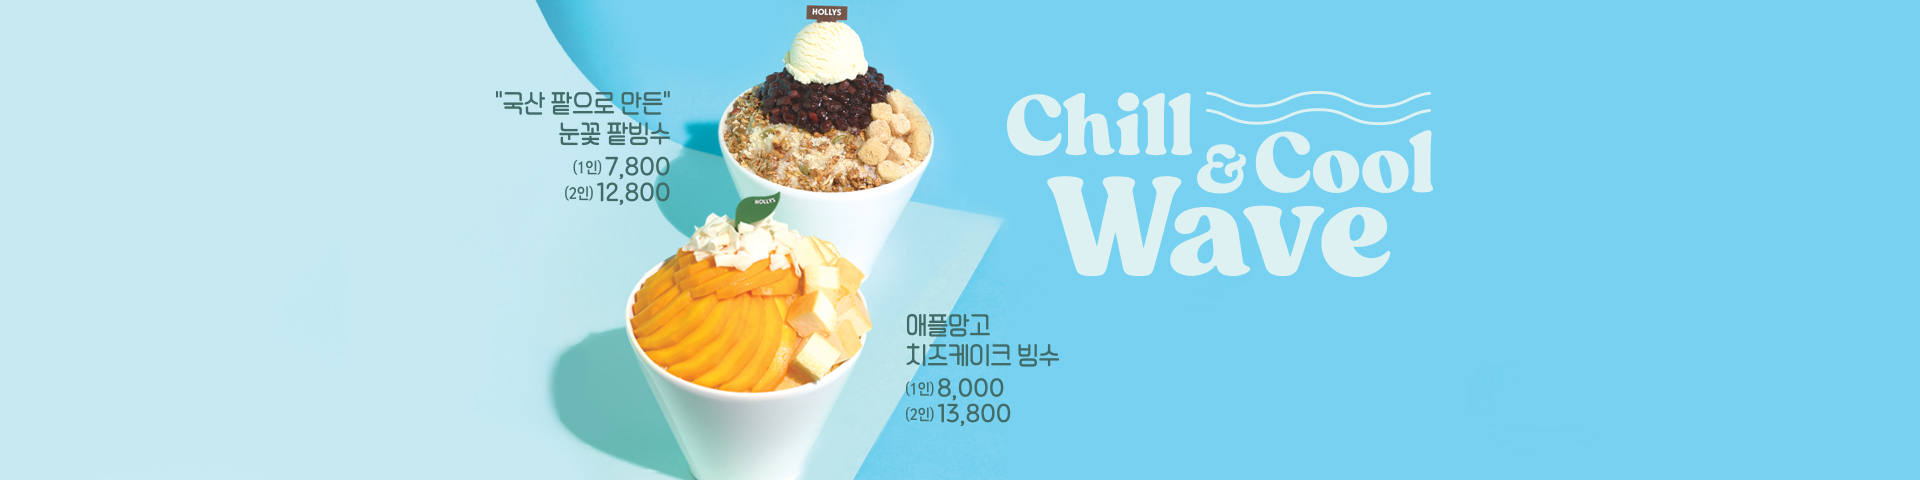 HOLLYS
"국산 팥으로 만든"
눈꽃 팥빙수
(1인) 7,800
(2인) 12,800
HOLLYS
Chill
& Cool
Wave
애플망고
치즈케이크 빙수
(1인) 8,000
(2인) 13,800